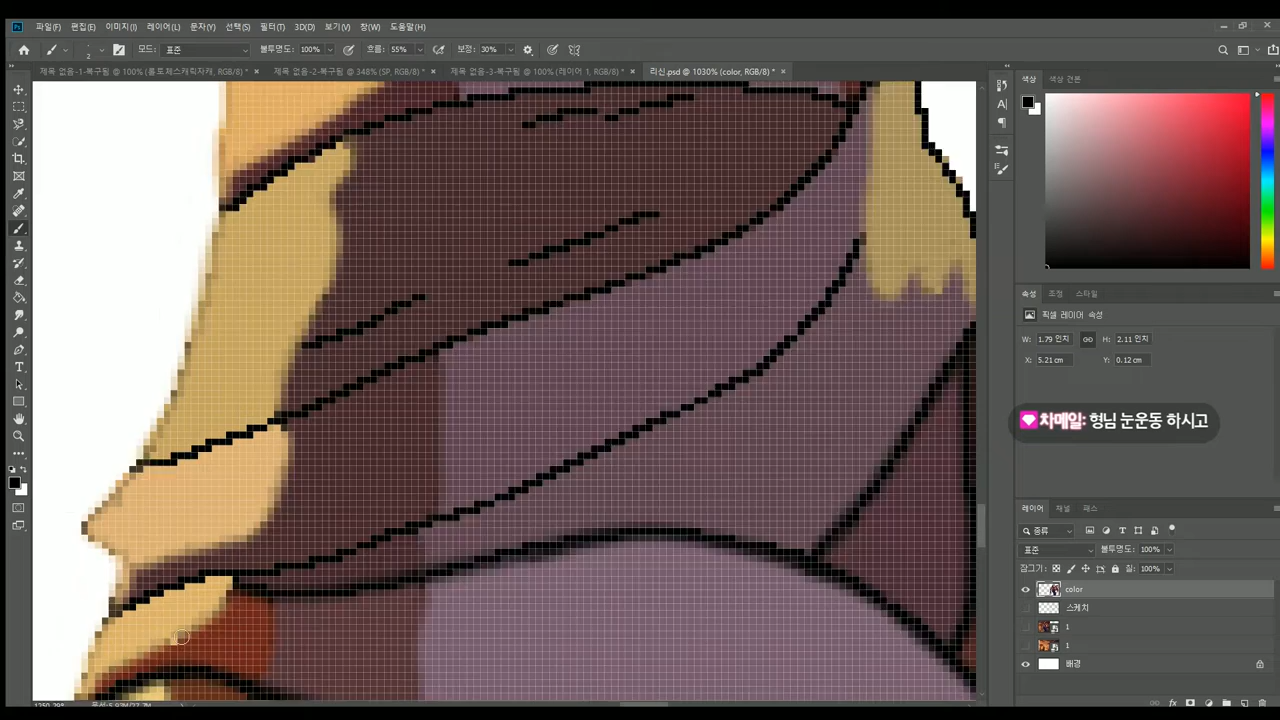 파일(F) 편집(E) 이미지(I) 레이어(L) 문자(Y) 선택(S) 필터(T) 3D(D) 보기(V) 창(W) 도움말(H)
모드: 표준 불투명도: 100% 흐름: 55% 보정: 30%
2
제목 없음-1-복구됨 @ 100% (롤토체스캐릭자캐, RGB/8) * × 제목 없음-2-복구됨 @ 348% (SP, RGB/8) * × 제목 없음-3-복구됨 @ 100% (레이어 1, RGB/8) * × 리신.psd @ 1030% (color, RGB/8) * ×
색상 색상 견본
속성 조정 스타일
픽셀 레이어 속성
W: 1.79 인치 H: 2.11 인치
X: 5.21 cm Y: 0.12 cm
차메일: 형님 눈운동 하시고
레이어 채널 패스
종류
표준 불투명도: 100%
잠그기: 칠: 100%
color
스케치
1
1
배경